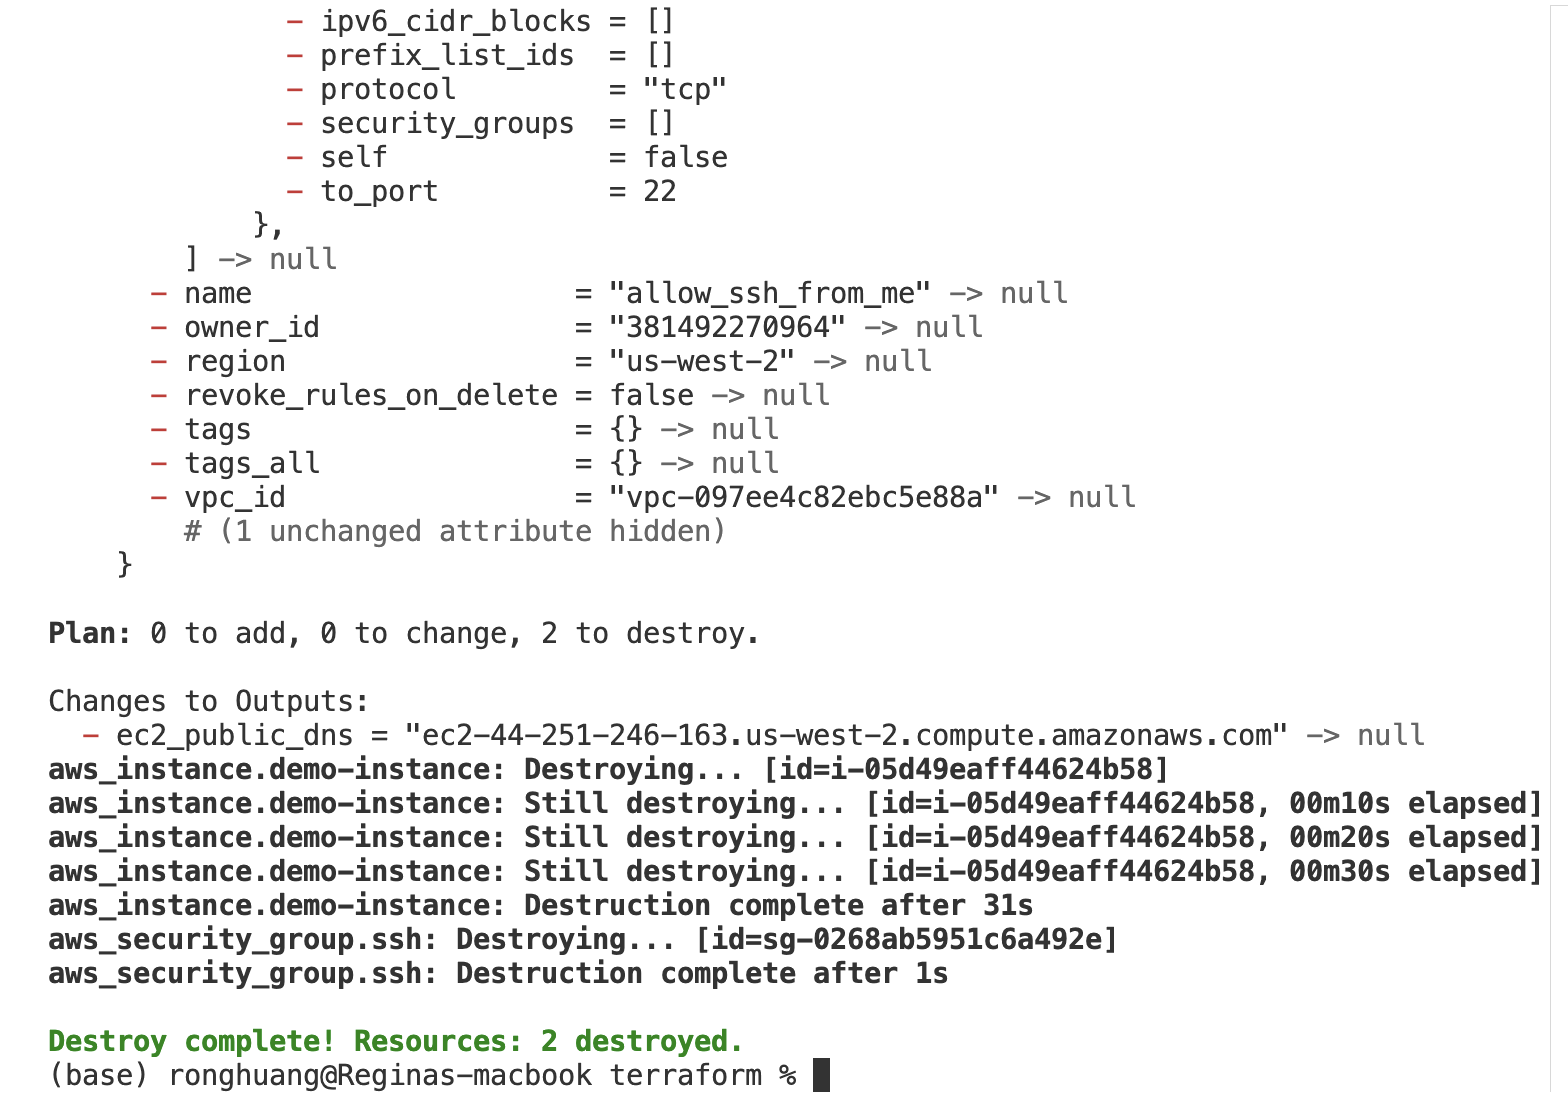 - ipv6_cidr_blocks = []
- prefix_list_ids  = []
- protocol         = "tcp"
- security_groups  = []
- self             = false
- to_port          = 22
},
] -> null
- name                   = "allow_ssh_from_me" -> null
- owner_id               = "381492270964" -> null
- region                 = "us-west-2" -> null
- revoke_rules_on_delete = false -> null
- tags                   = {} -> null
- tags_all               = {} -> null
- vpc_id                 = "vpc-097ee4c82ebc5e88a" -> null
# (1 unchanged attribute hidden)
}
Plan: 0 to add, 0 to change, 2 to destroy.
Changes to Outputs:
- ec2_public_dns = "ec2-44-251-246-163.us-west-2.compute.amazonaws.com" -> null
aws_instance.demo-instance: Destroying... [id=i-05d49eaff44624b58]
aws_instance.demo-instance: Still destroying... [id=i-05d49eaff44624b58, 00m10s elapsed]
aws_instance.demo-instance: Still destroying... [id=i-05d49eaff44624b58, 00m20s elapsed]
aws_instance.demo-instance: Still destroying... [id=i-05d49eaff44624b58, 00m30s elapsed]
aws_instance.demo-instance: Destruction complete after 31s
aws_security_group.ssh: Destroying... [id=sg-0268ab5951c6a492e]
aws_security_group.ssh: Destruction complete after 1s
Destroy complete! Resources: 2 destroyed.
(base) ronghuang@Reginas-macbook terraform %